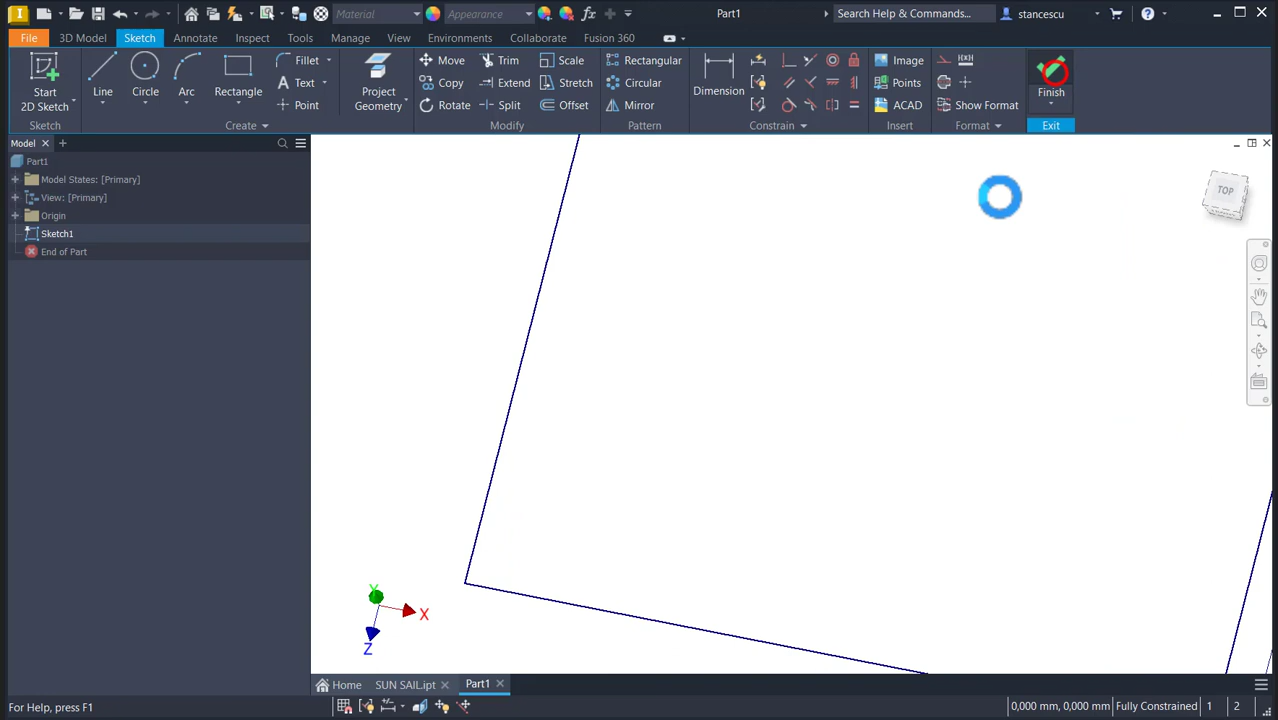 Material
Appearance
Part1
Search Help & Commands...
stancescu
File
3D Model
Sketch
Annotate
Inspect
Tools
Manage
View
Environments
Collaborate
Fusion 360
Start
2D Sketch
Line
Circle
Arc
Rectangle
Fillet
Text
Point
Project
Geometry
Move
Trim
Scale
Copy
Extend
Stretch
Rotate
Split
Offset
Rectangular
Circular
Mirror
Dimension
Image
Points
ACAD
Show Format
Finish
Sketch
Create
Modify
Pattern
Constrain
Insert
Format
Exit
Model
Part1
Model States: [Primary]
View: [Primary]
Origin
Sketch1
End of Part
TOP
Y
X
Z
Home
SUN SAIL.ipt
Part1
For Help, press F1
0,000 mm, 0,000 mm
Fully Constrained
1
2